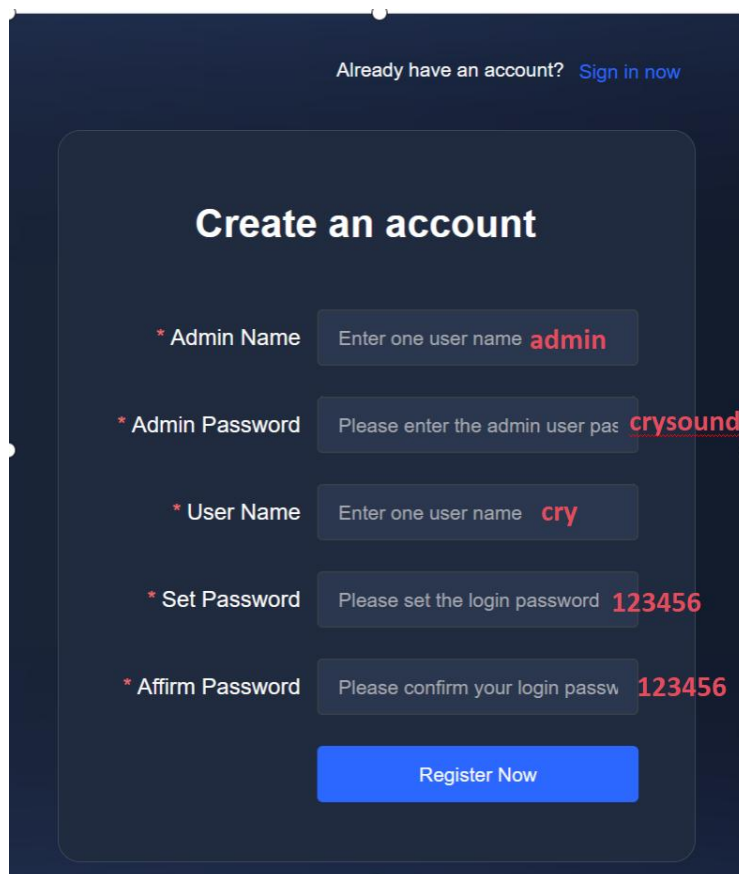 Already have an account? Sign in now
Create an account
* Admin Name Enter one user name admin
* Admin Password Please enter the admin user pas crysound
* User Name Enter one user name cry
* Set Password Please set the login password 123456
* Affirm Password Please confirm your login passw 123456
Register Now